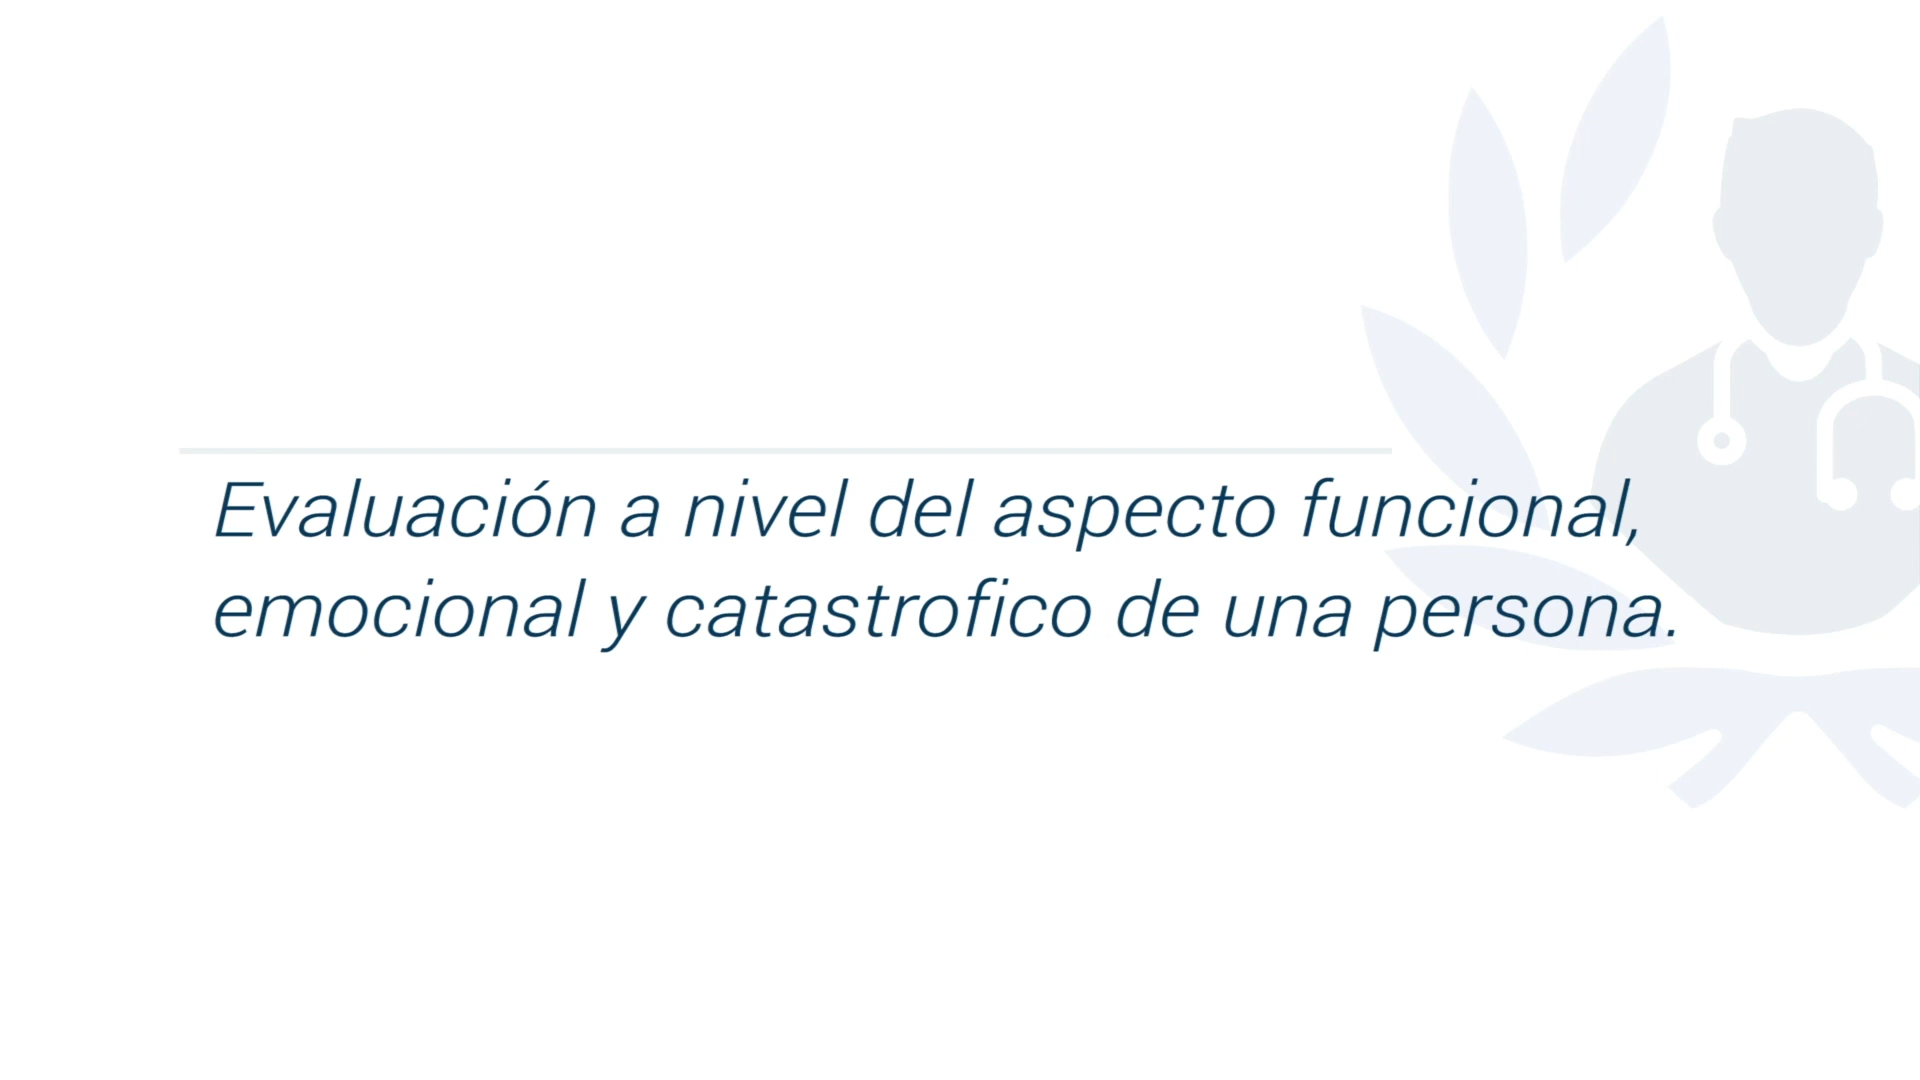 Evaluación a nivel del aspecto funcional,
emocional y catastrofico de una persona.